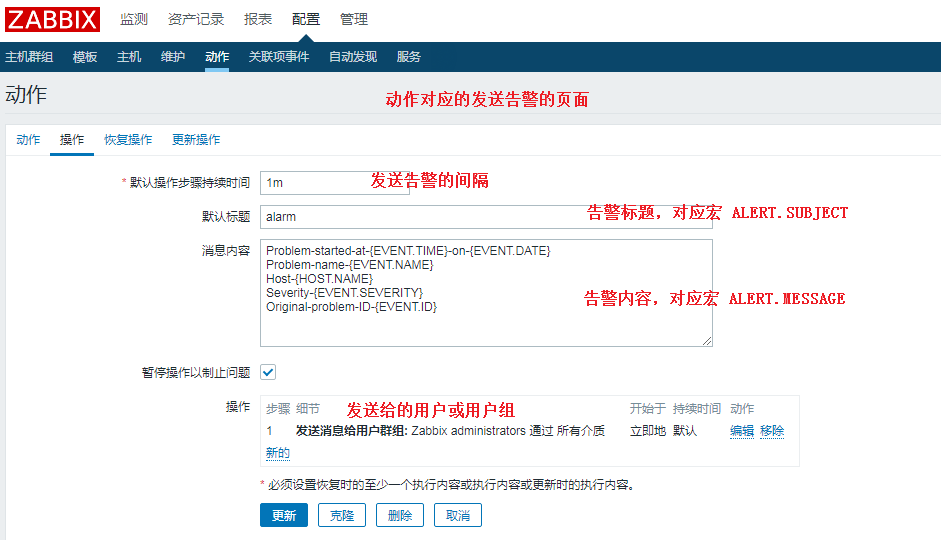 ZABBIX 监测 资产记录 报表 配置 管理
主机群组 模板 主机 维护 动作 关联项事件 自动发现 服务
动作 动作对应的发送告警的页面
动作 操作 恢复操作 更新操作
* 默认操作步骤持续时间 1m 发送告警的间隔
默认标题 alarm 告警标题，对应宏 ALERT.SUBJECT
消息内容 Problem-started-at-{EVENT.TIME}-on-{EVENT.DATE}
Problem-name-{EVENT.NAME}
Host-{HOST.NAME}
Severity-{EVENT.SEVERITY} 告警内容，对应宏 ALERT.MESSAGE
Original-problem-ID-{EVENT.ID}
暂停操作以制止问题
操作 步骤 细节 发送给的用户或用户组 开始于 持续时间 动作
1 发送消息给用户群组: Zabbix administrators 通过 所有介质 立即地 默认 编辑 移除
新的
* 必须设置恢复时的至少一个执行内容或执行内容或更新时的执行内容。
更新 克隆 删除 取消